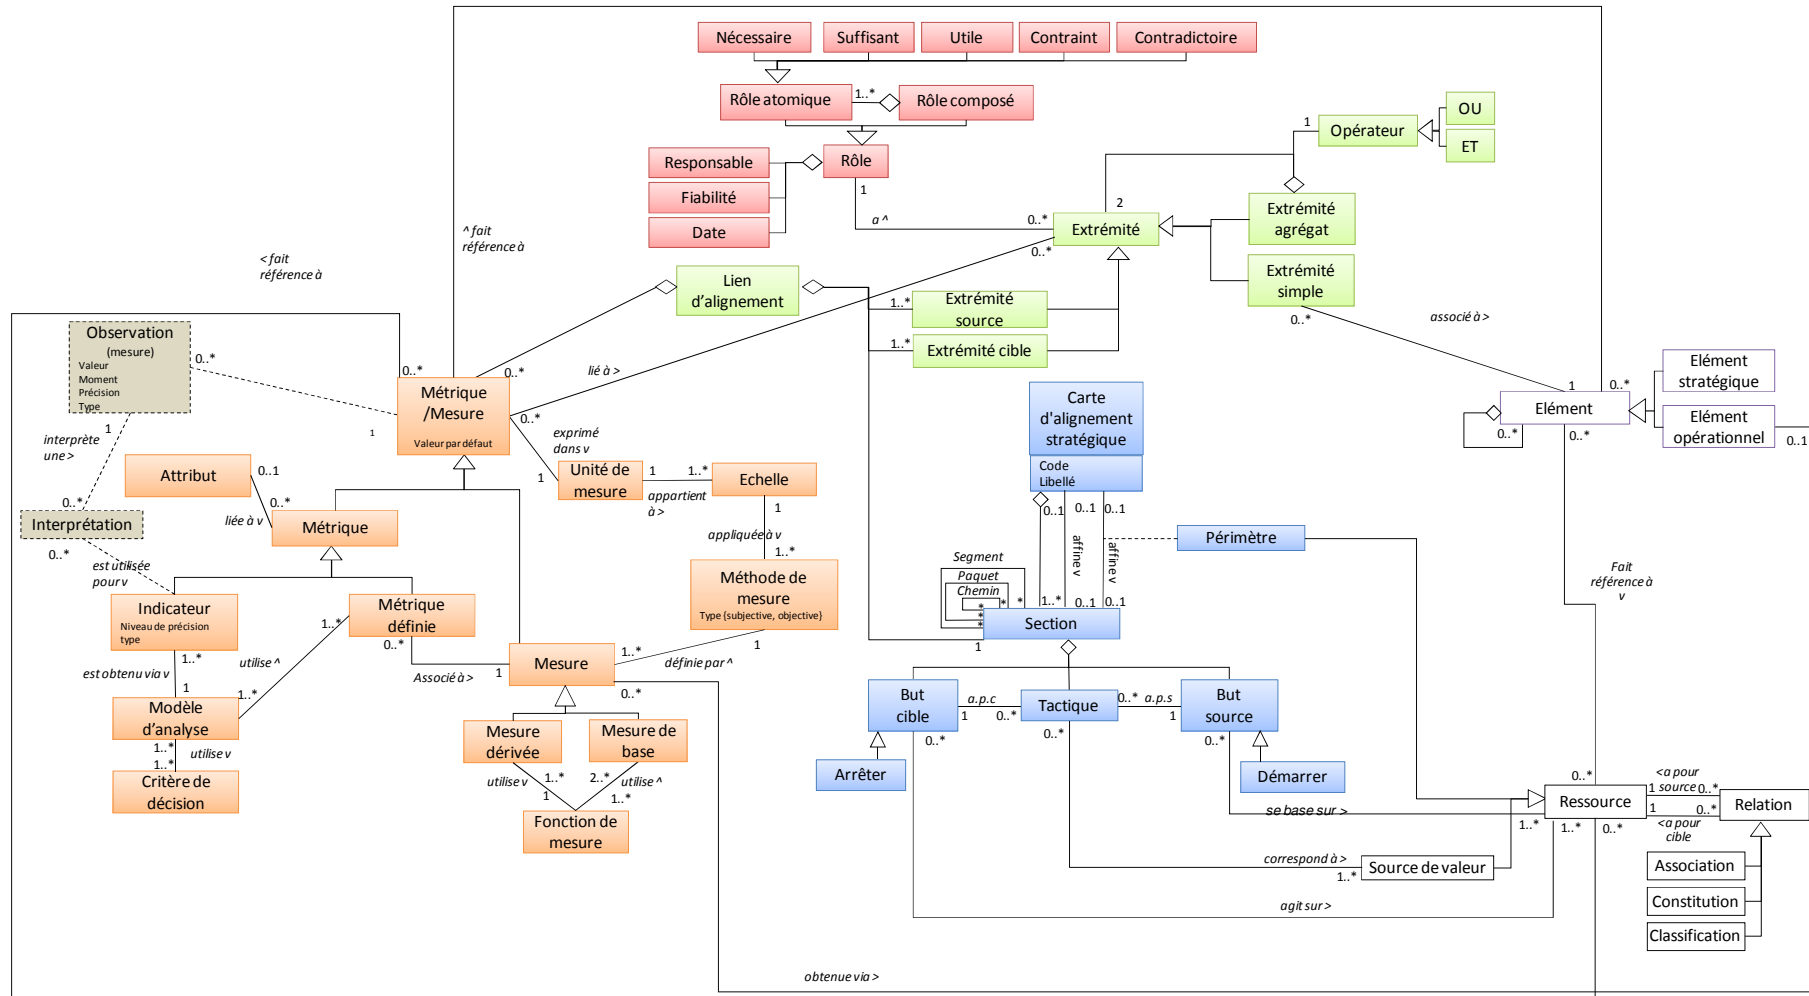 Nécessaire
Suffisant
Utile
Contraint
Contradictoire
Rôle atomique
1..*
Rôle composé
OU
ET
1
Opérateur
Responsable
Fiabilité
Date
Rôle
1
a ^
0..*
2
Extrémité
0..*
Extrémité
agrégat
Extrémité
simple
0..*
associé à >
^ fait
référence à
< fait
référence à
Lien
d'alignement
1..*
Extrémité
source
1..*
Extrémité cible
Observation
(mesure)
Valeur
Moment
Précision
Type
0..*
1
0..*
0..*
lié à >
Métrique
/Mesure
Valeur par défaut
1
0..*
exprimé
dans v
1
Unité de
mesure
1
1..*
appartient
à >
Echelle
1
appliquée à v
1..*
Méthode de
mesure
Type {subjective, objective}
1
définie par ^
1..*
interprète
une >
0..*
Interprétation
0..*
est utilisée
pour v
Attribut
0..1
0..*
liée à v
Métrique
Indicateur
Niveau de précision
type
1..*
est obtenu via v
1
Modèle
d'analyse
1..*
utilise ^
1..*
1..*
utilise v
1..*
Critère de
décision
Métrique
définie
0..*
Associé à >
1
Mesure
0..*
Mesure
dérivée
Mesure de
base
utilise v
1..*
1
2..*
utilise ^
1..*
Fonction de
mesure
Carte
d'alignement
stratégique
Code
Libellé
0..1
0..1
0..1
affine v
affine v
Périmètre
Segment
Paquet
Chemin
*
*
*
*
*
*
1..*
0..1
0..1
Section
1
But
cible
a.p.c
1
0..*
Tactique
0..*
0..*
a.p.s
1
But
source
0..*
0..*
Arrêter
Démarrer
1
0..*
Elément
0..*
0..*
Elément
stratégique
Elément
opérationnel
0..1
Fait
référence à
v
0..*
Ressource
1..*
1..*
0..*
<a pour
source
1
0..*
1
0..*
<a pour
cible
Relation
Association
Constitution
Classification
se base sur >
correspond à >
1..*
Source de valeur
agit sur >
obtenue via >